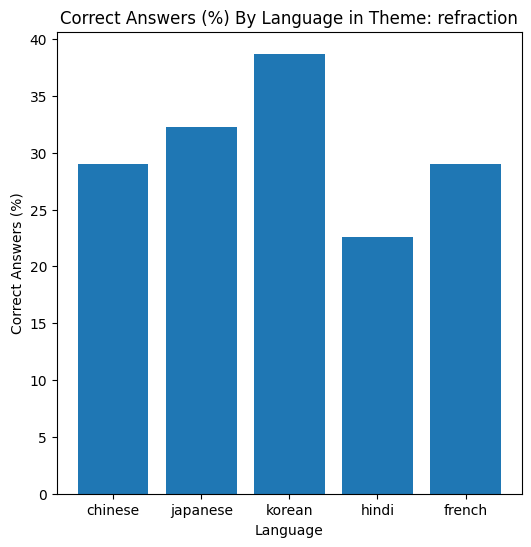 Correct Answers (%) By Language in Theme: refraction
40
35
30
25
20
15
10
5
0
Correct Answers (%)
chinese japanese korean hindi french
Language